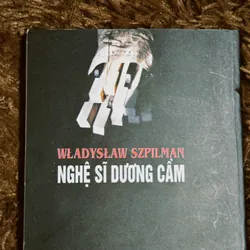 WŁADYSŁAW SZPILMAN
NGHỆ SĨ DƯƠNG CẦM